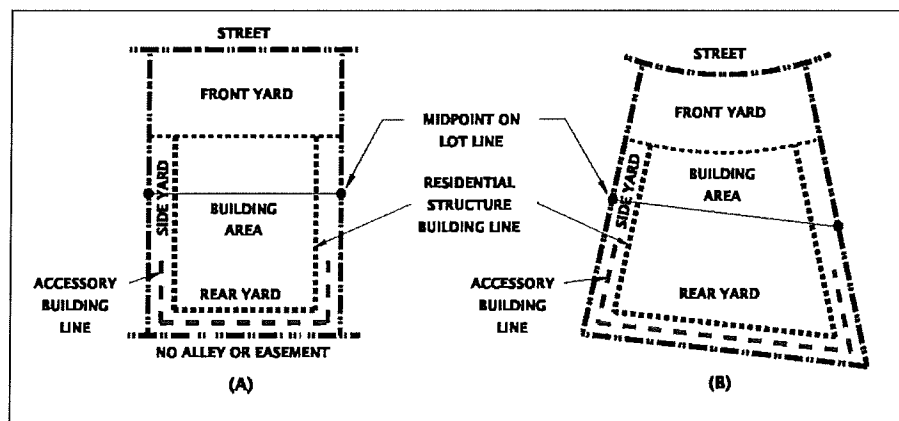 STREET
FRONT YARD
SIDE YARD
BUILDING
AREA
REAR YARD
ACCESSORY
BUILDING
LINE
NO ALLEY OR EASEMENT
(A)
MIDPOINT ON
LOT LINE
RESIDENTIAL
STRUCTURE
BUILDING LINE
STREET
FRONT YARD
SIDE YARD
BUILDING
AREA
REAR YARD
ACCESSORY
BUILDING
LINE
(B)